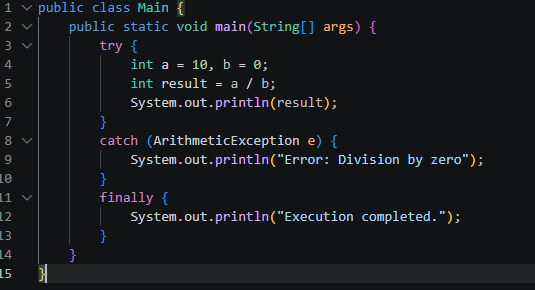 1 public class Main {
2 public static void main(String[] args) {
3 try {
4 int a = 10, b = 0;
5 int result = a / b;
6 System.out.println(result);
7 }
8 catch (ArithmeticException e) {
9 System.out.println("Error: Division by zero");
10 }
11 finally {
12 System.out.println("Execution completed.");
13 }
14 }
15 }